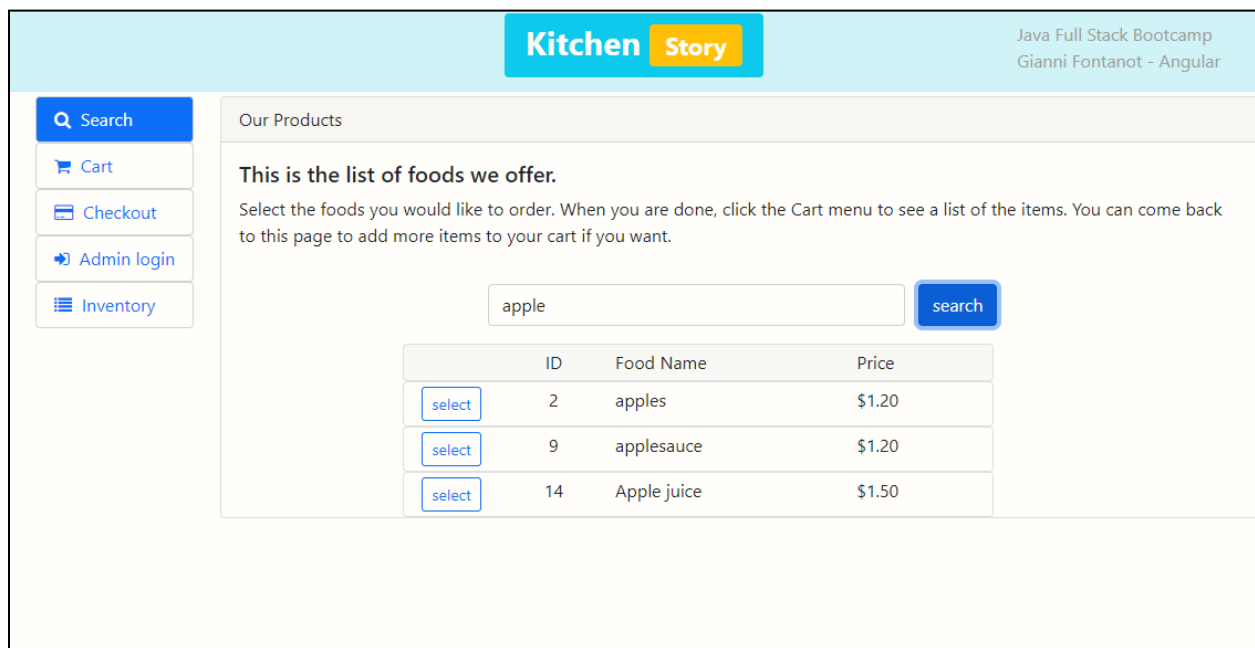 Kitchen Story
Java Full Stack Bootcamp
Gianni Fontanot - Angular
Search
Cart
Checkout
Admin login
Inventory
Our Products
This is the list of foods we offer.
Select the foods you would like to order. When you are done, click the Cart menu to see a list of the items. You can come back
to this page to add more items to your cart if you want.
apple search
ID Food Name Price
select 2 apples $1.20
select 9 applesauce $1.20
select 14 Apple juice $1.50